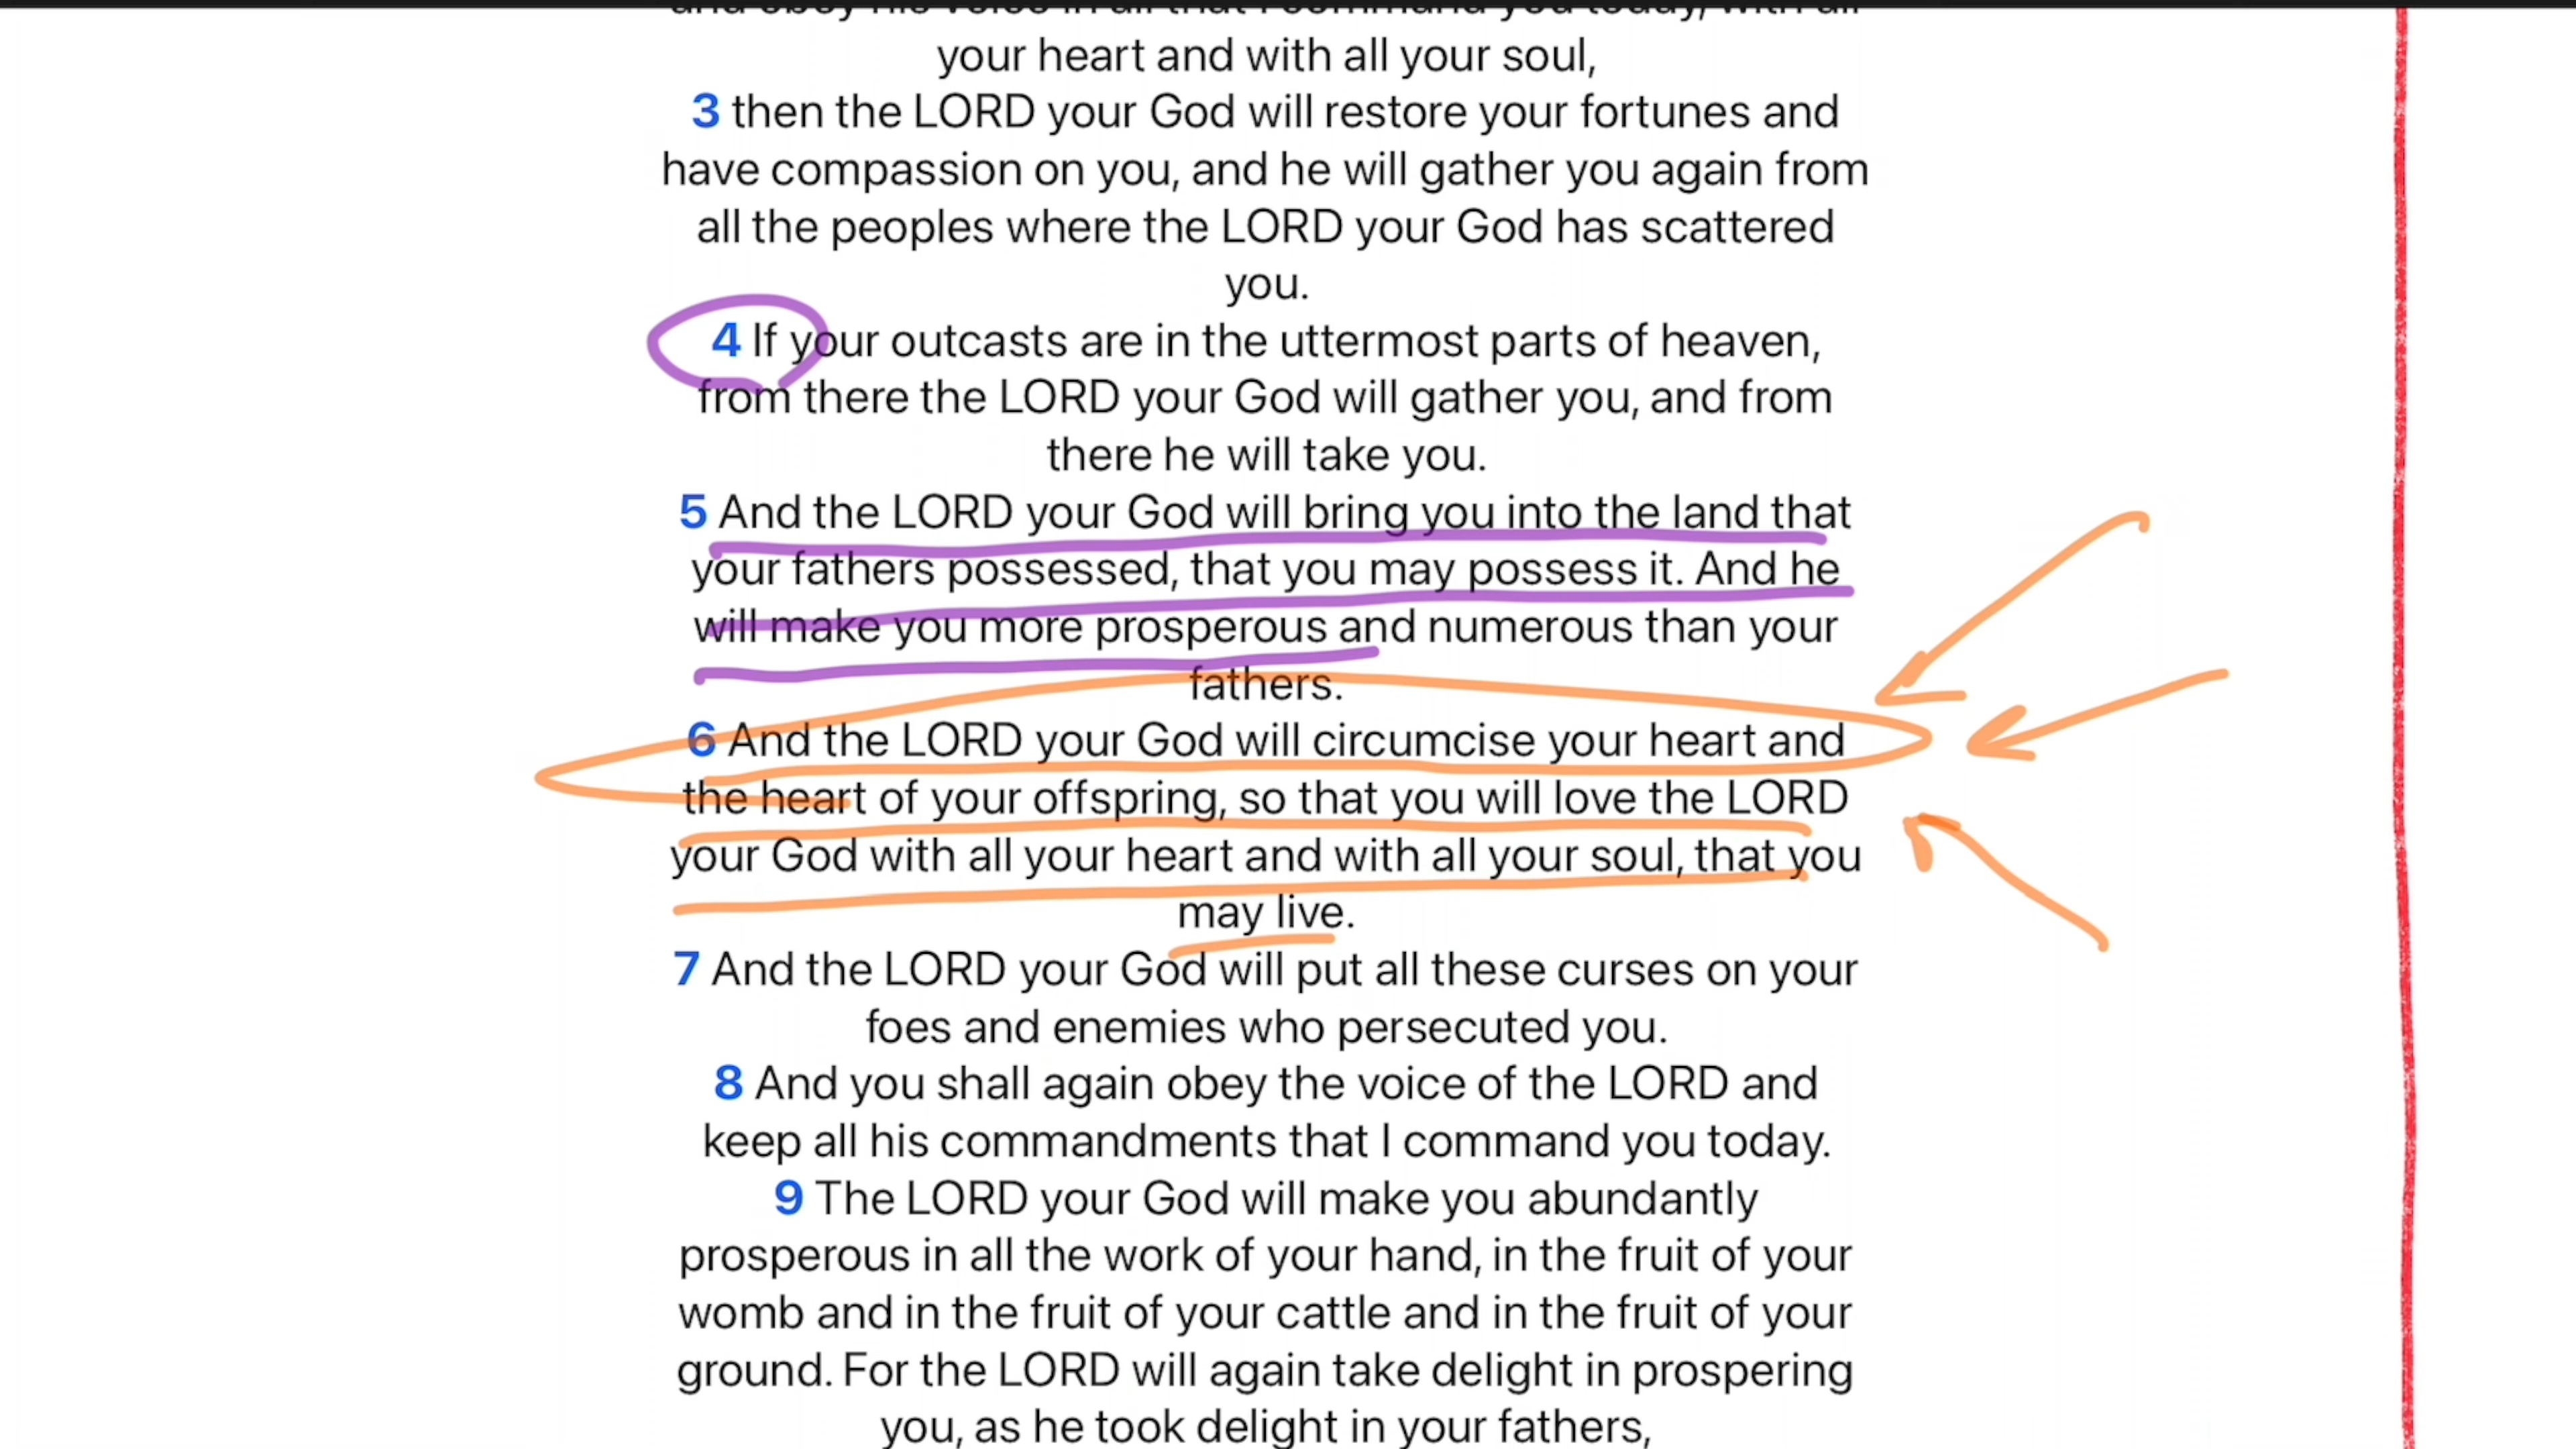 and obey his voice in all that I command you today, with all
your heart and with all your soul,
3 then the LORD your God will restore your fortunes and
have compassion on you, and he will gather you again from
all the peoples where the LORD your God has scattered
you.
4 If your outcasts are in the uttermost parts of heaven,
from there the LORD your God will gather you, and from
there he will take you.
5 And the LORD your God will bring you into the land that
your fathers possessed, that you may possess it. And he
will make you more prosperous and numerous than your
fathers.
6 And the LORD your God will circumcise your heart and
the heart of your offspring, so that you will love the LORD
your God with all your heart and with all your soul, that you
may live.
7 And the LORD your God will put all these curses on your
foes and enemies who persecuted you.
8 And you shall again obey the voice of the LORD and
keep all his commandments that I command you today.
9 The LORD your God will make you abundantly
prosperous in all the work of your hand, in the fruit of your
womb and in the fruit of your cattle and in the fruit of your
ground. For the LORD will again take delight in prospering
you, as he took delight in your fathers,